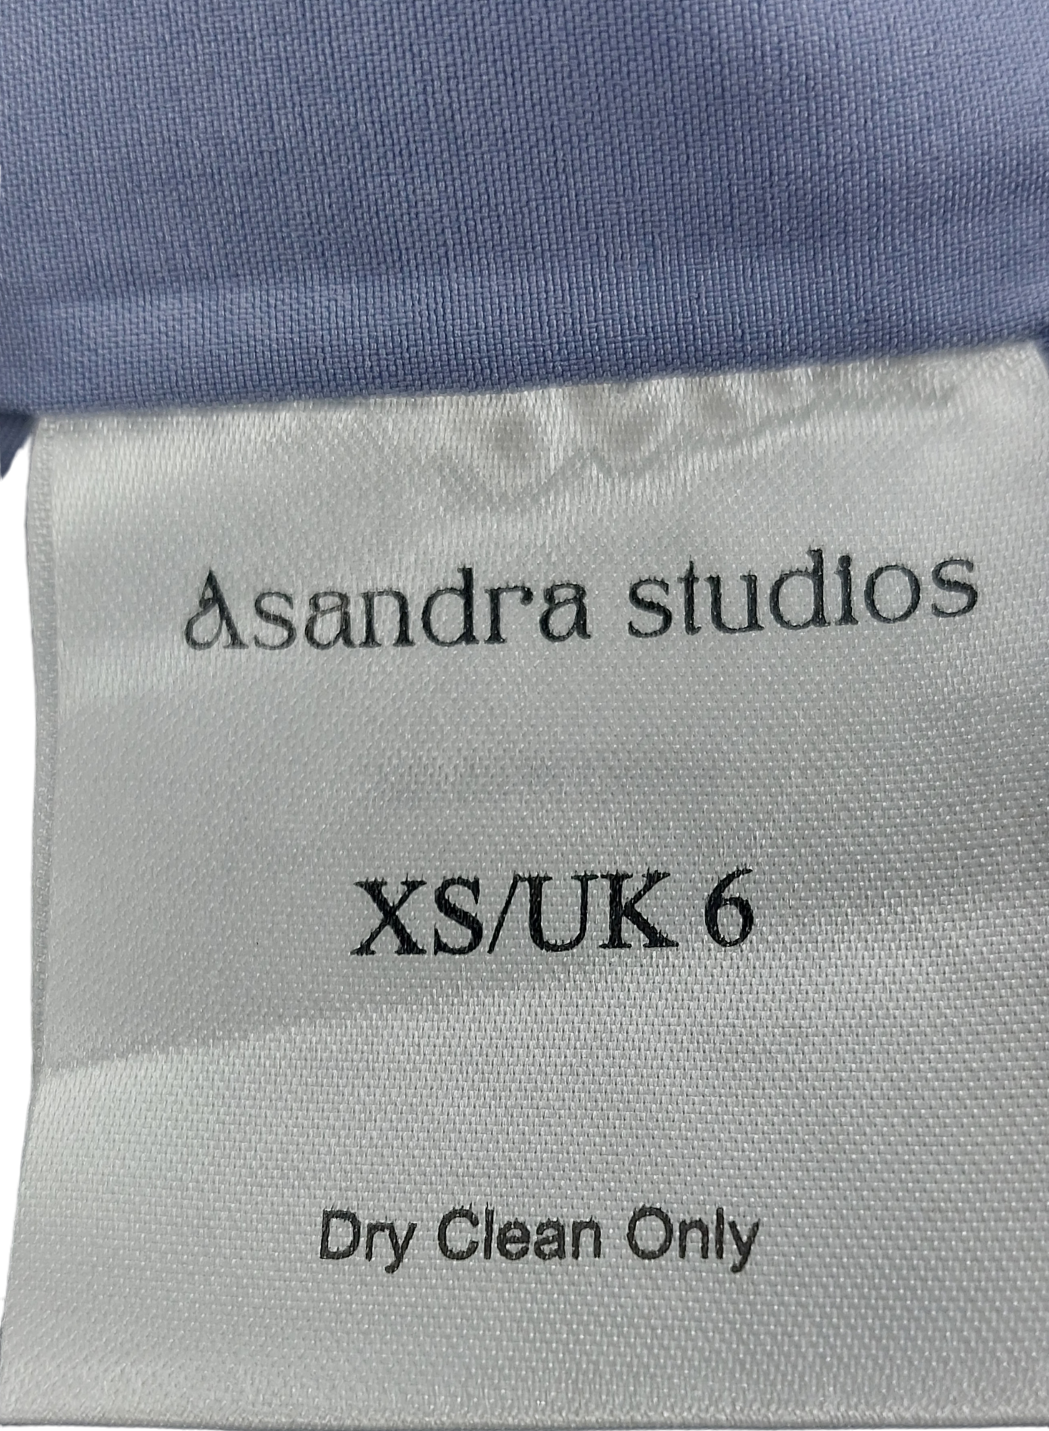 Asandra studios
XS/UK 6
Dry Clean Only